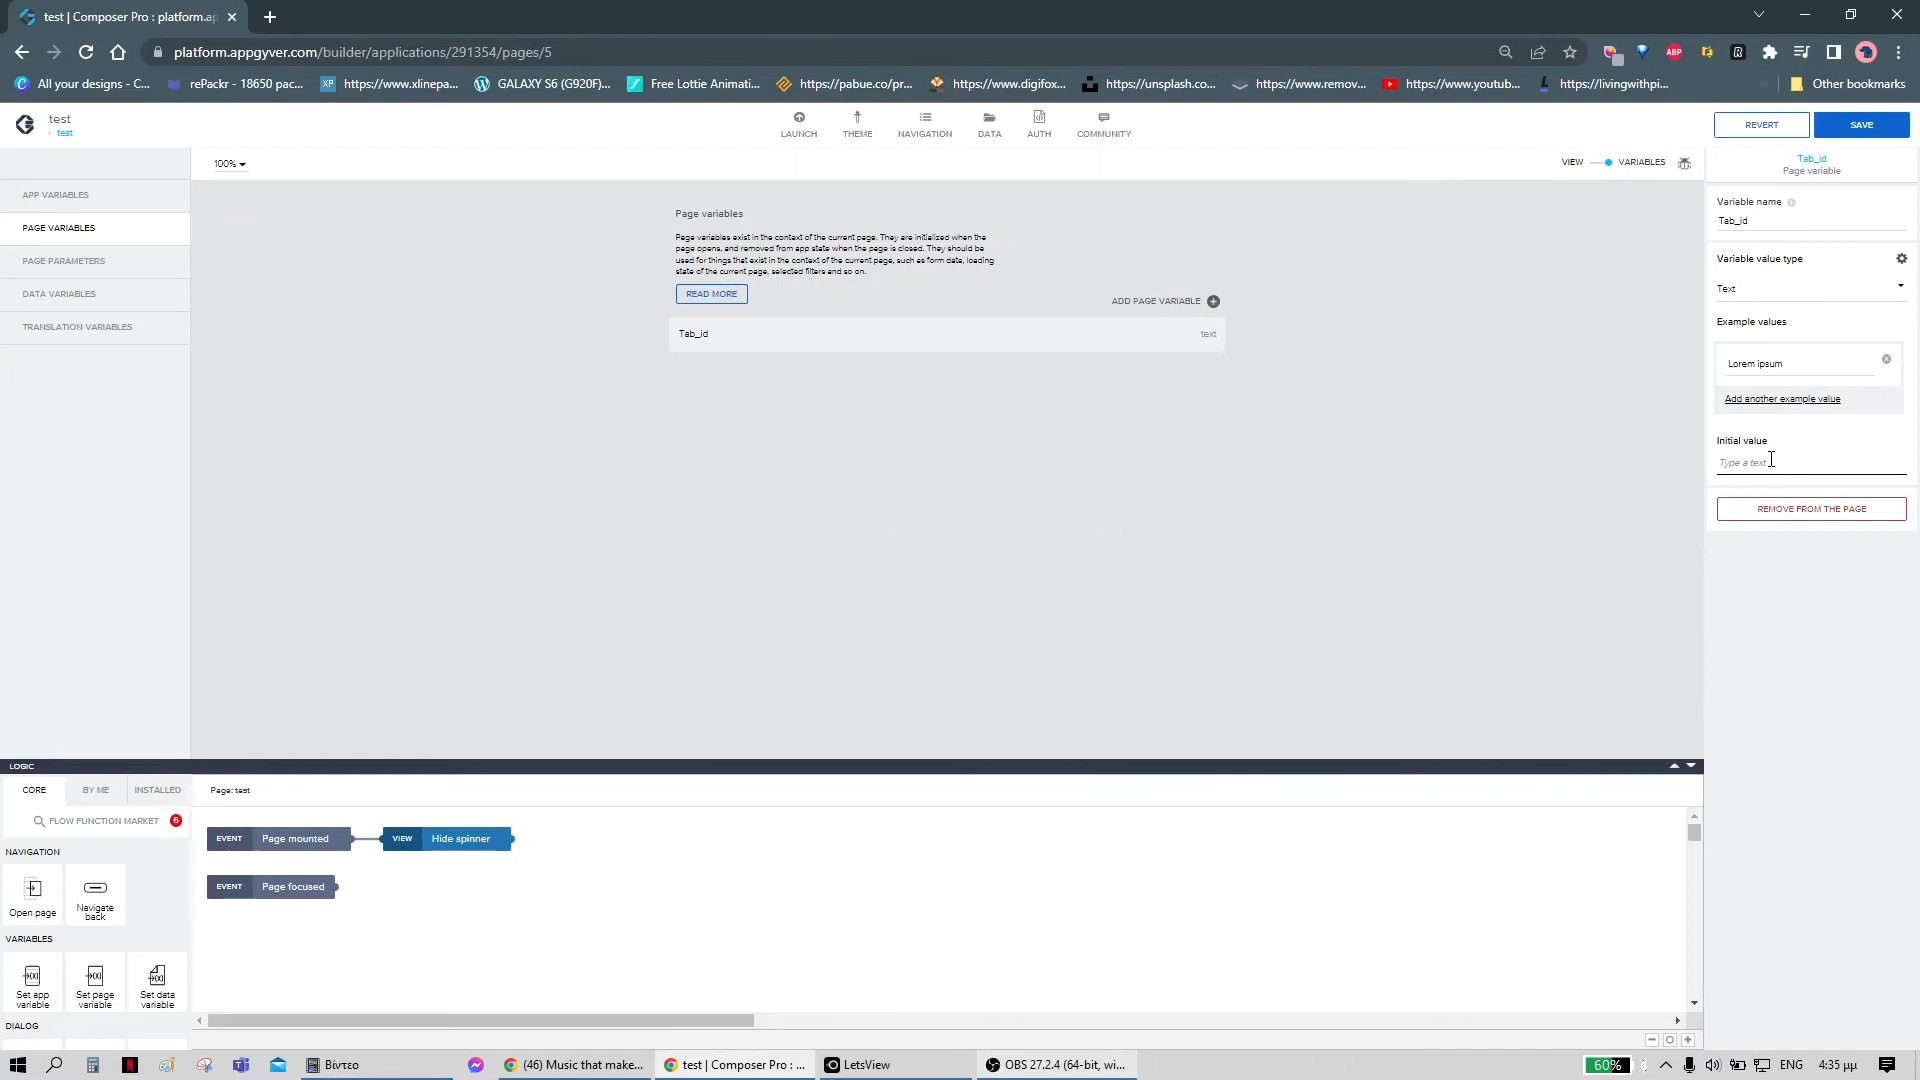 test | Composer Pro : platform.ap
platform.appgyver.com/builder/applications/291354/pages/5
ABP
All your designs - C...
rePackr - 18650 pac...
XP https://www.xlinepa...
GALAXY S6 (G920F)...
Free Lottie Animati...
https://pabue.co/pr...
https://www.digifox...
https://unsplash.co...
https://www.remov...
https://www.youtub...
https://livingwithpi...
Other bookmarks
test
test
LAUNCH
THEME
NAVIGATION
DATA
AUTH
COMMUNITY
REVERT
SAVE
100%
VIEW
VARIABLES
Tab_id
Page variable
APP VARIABLES
PAGE VARIABLES
PAGE PARAMETERS
DATA VARIABLES
TRANSLATION VARIABLES
Page variables
Page variables exist in the context of the current page. They are initialized when the
page opens, and removed from app state when the page is closed. They should be
used for things that exist in the context of the current page, such as form data, loading
state of the current page, selected filters and so on.
READ MORE
ADD PAGE VARIABLE
Tab_id
text
Variable name
Tab_id
Variable value type
Text
Example values
Lorem ipsum
Add another example value
Initial value
Type a text
REMOVE FROM THE PAGE
LOGIC
CORE
BY ME
INSTALLED
FLOW FUNCTION MARKET
6
Page: test
EVENT Page mounted
VIEW Hide spinner
EVENT Page focused
NAVIGATION
Open page
Navigate
back
VARIABLES
Set app
variable
Set page
variable
Set data
variable
DIALOG
Βίντεο
(46) Music that make...
test | Composer Pro : ...
LetsView
OBS 27.2.4 (64-bit, wi...
60%
ENG
4:35 μμ